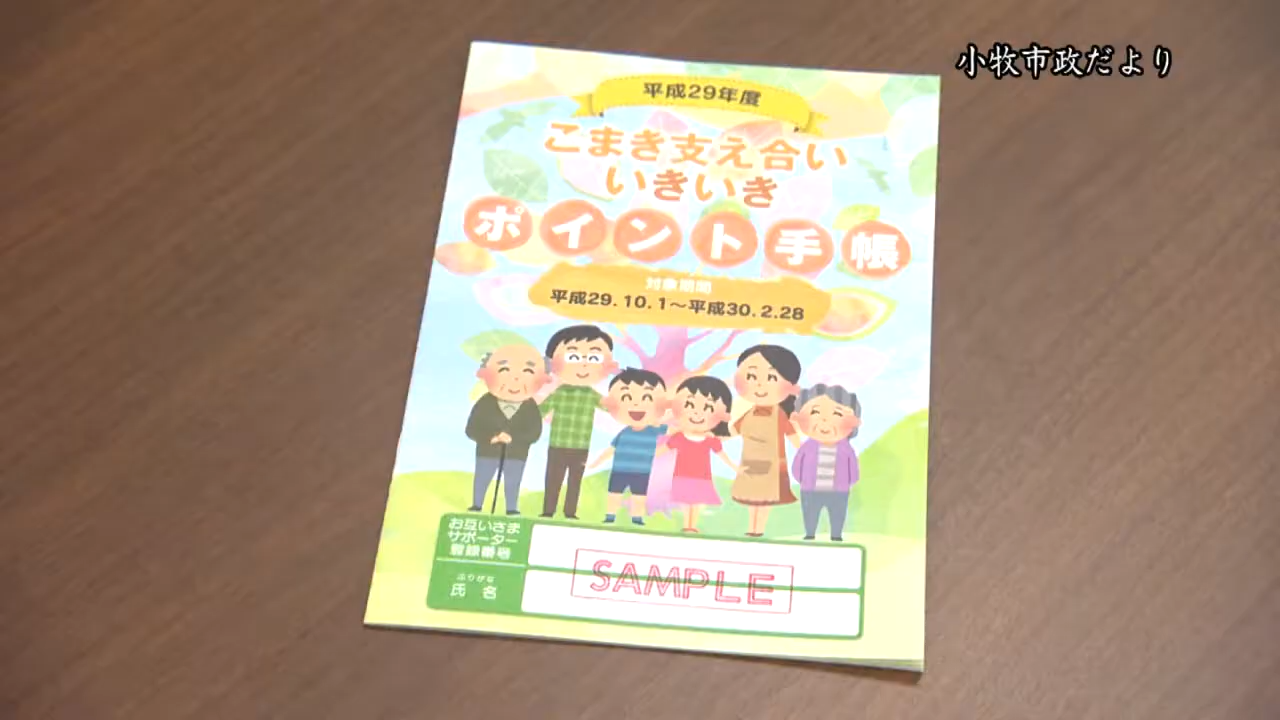 小牧市政だより
平成29年度
こまき支え合い
いきいき
ポイント手帳
対象期間
平成29.10.1～平成30.2.28
お互いさま
サポーター
登録番号
ふりがな
氏 名
SAMPLE